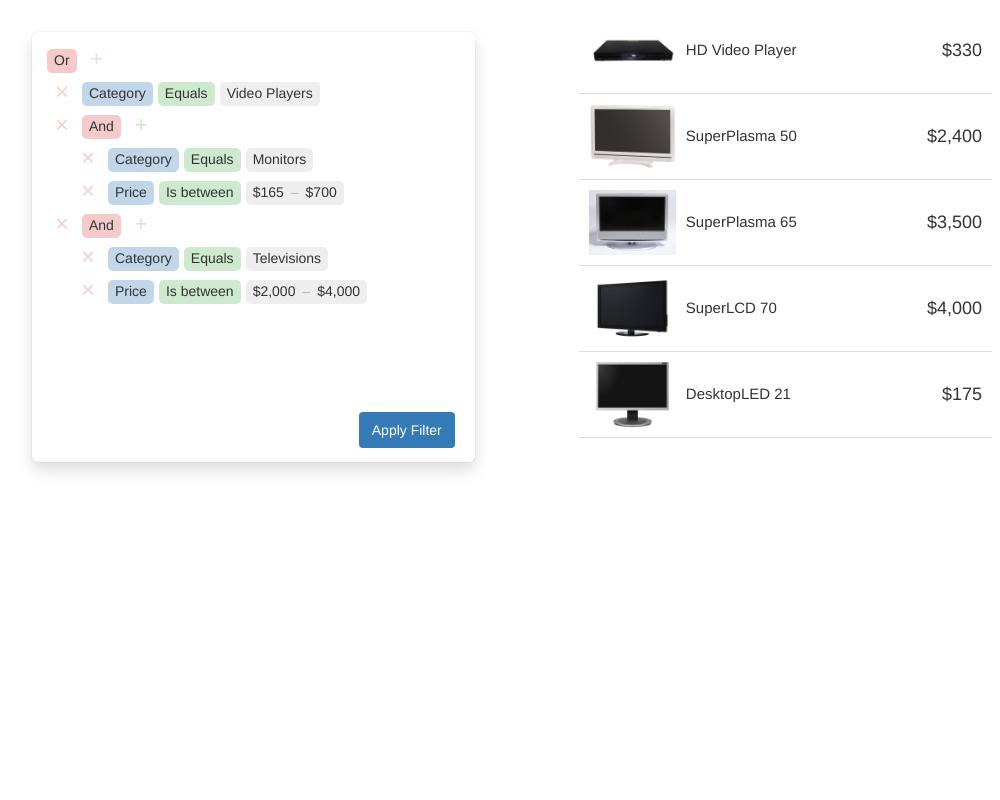 Or
Category Equals Video Players
And
Category Equals Monitors
Price Is between $165 – $700
And
Category Equals Televisions
Price Is between $2,000 – $4,000
Apply Filter
HD Video Player $330
SuperPlasma 50 $2,400
SuperPlasma 65 $3,500
SuperLCD 70 $4,000
DesktopLED 21 $175